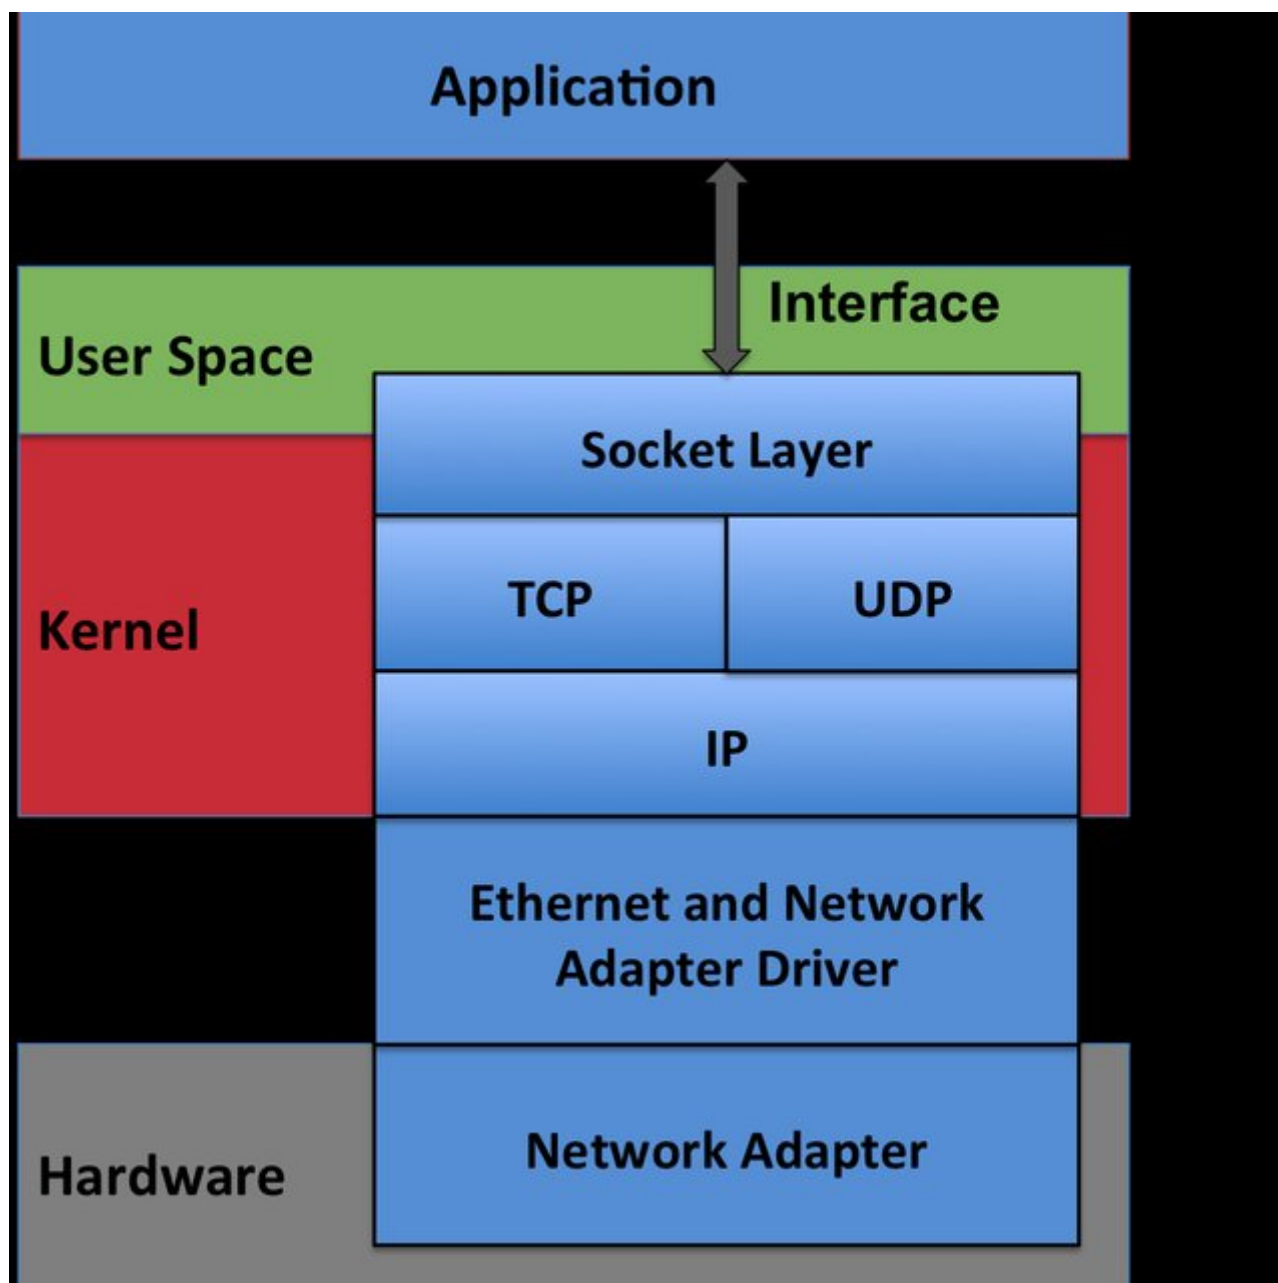 Application
Interface
User Space
Socket Layer
TCP
UDP
Kernel
IP
Ethernet and Network
Adapter Driver
Network Adapter
Hardware